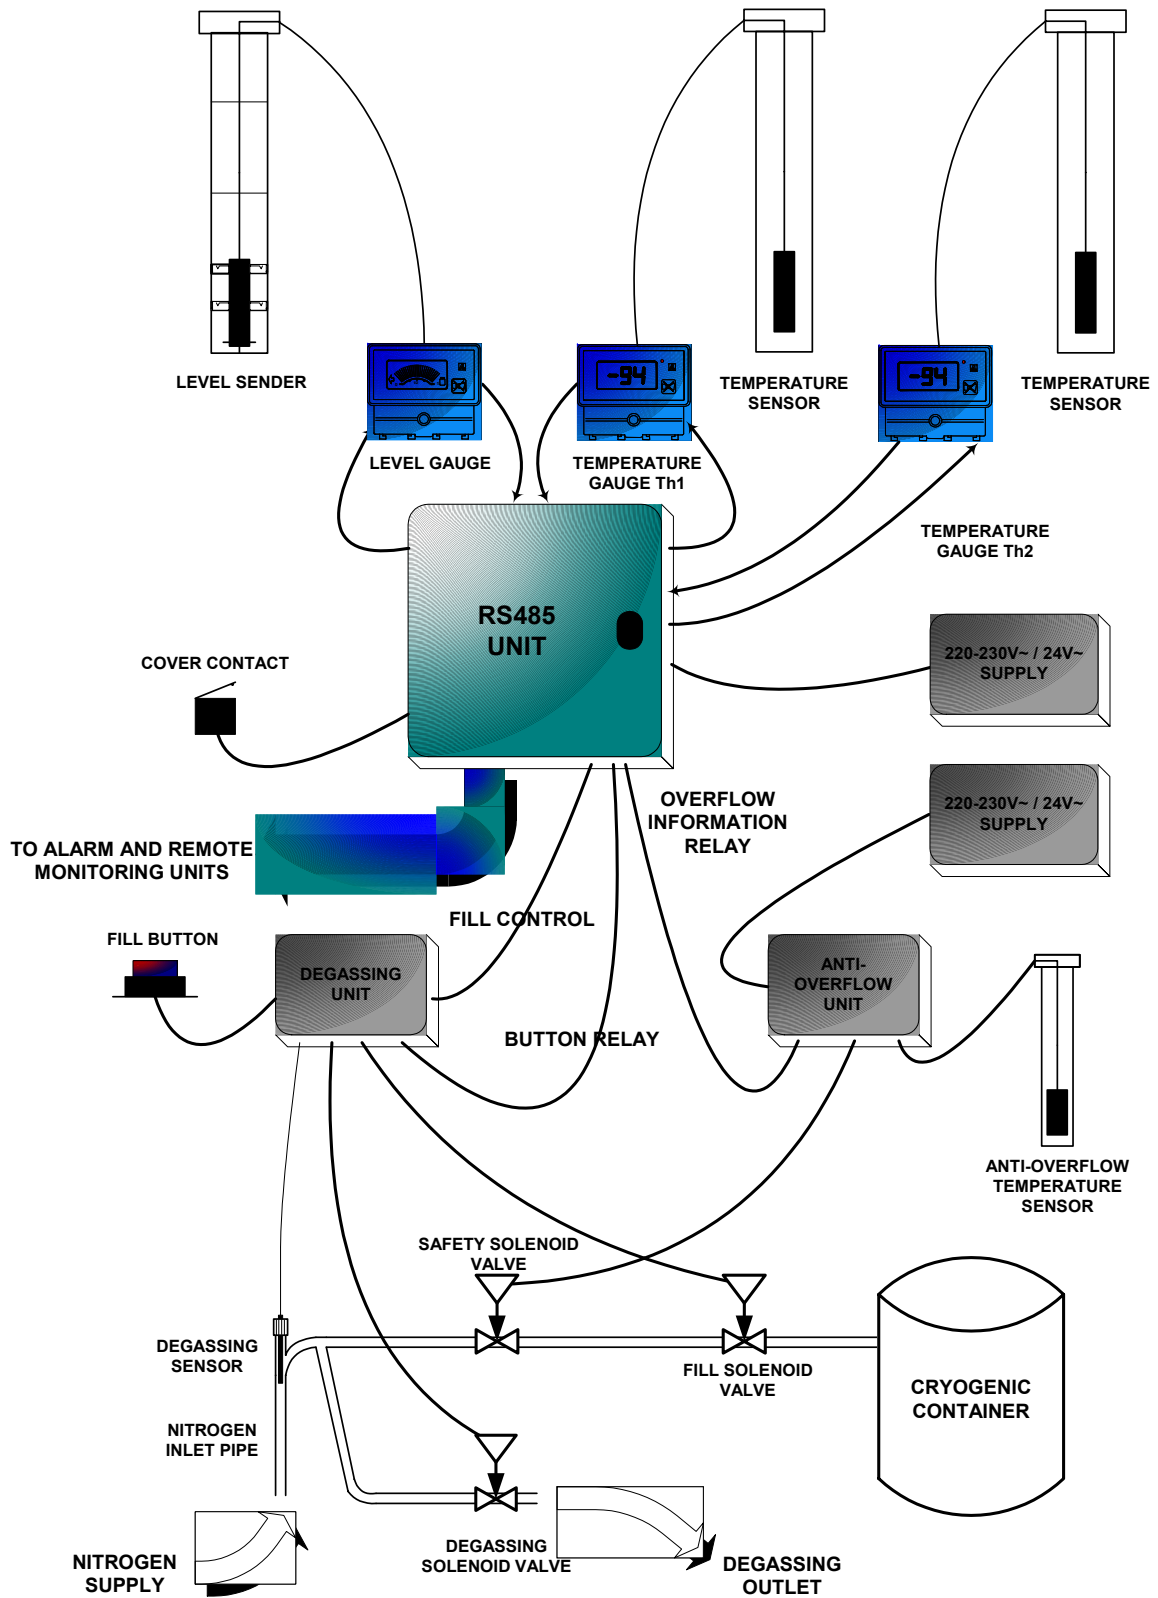 LEVEL SENDER
TEMPERATURE
SENSOR
TEMPERATURE
SENSOR
-94
-94
LEVEL GAUGE
TEMPERATURE
GAUGE Th1
TEMPERATURE
GAUGE Th2
RS485
UNIT
COVER CONTACT
220-230V~ / 24V~
SUPPLY
220-230V~ / 24V~
SUPPLY
OVERFLOW
INFORMATION
RELAY
TO ALARM AND REMOTE
MONITORING UNITS
FILL CONTROL
FILL BUTTON
DEGASSING
UNIT
ANTI-
OVERFLOW
UNIT
BUTTON RELAY
ANTI-OVERFLOW
TEMPERATURE
SENSOR
SAFETY SOLENOID
VALVE
DEGASSING
SENSOR
FILL SOLENOID
VALVE
CRYOGENIC
CONTAINER
NITROGEN
INLET PIPE
NITROGEN
SUPPLY
DEGASSING
SOLENOID VALVE
DEGASSING
OUTLET